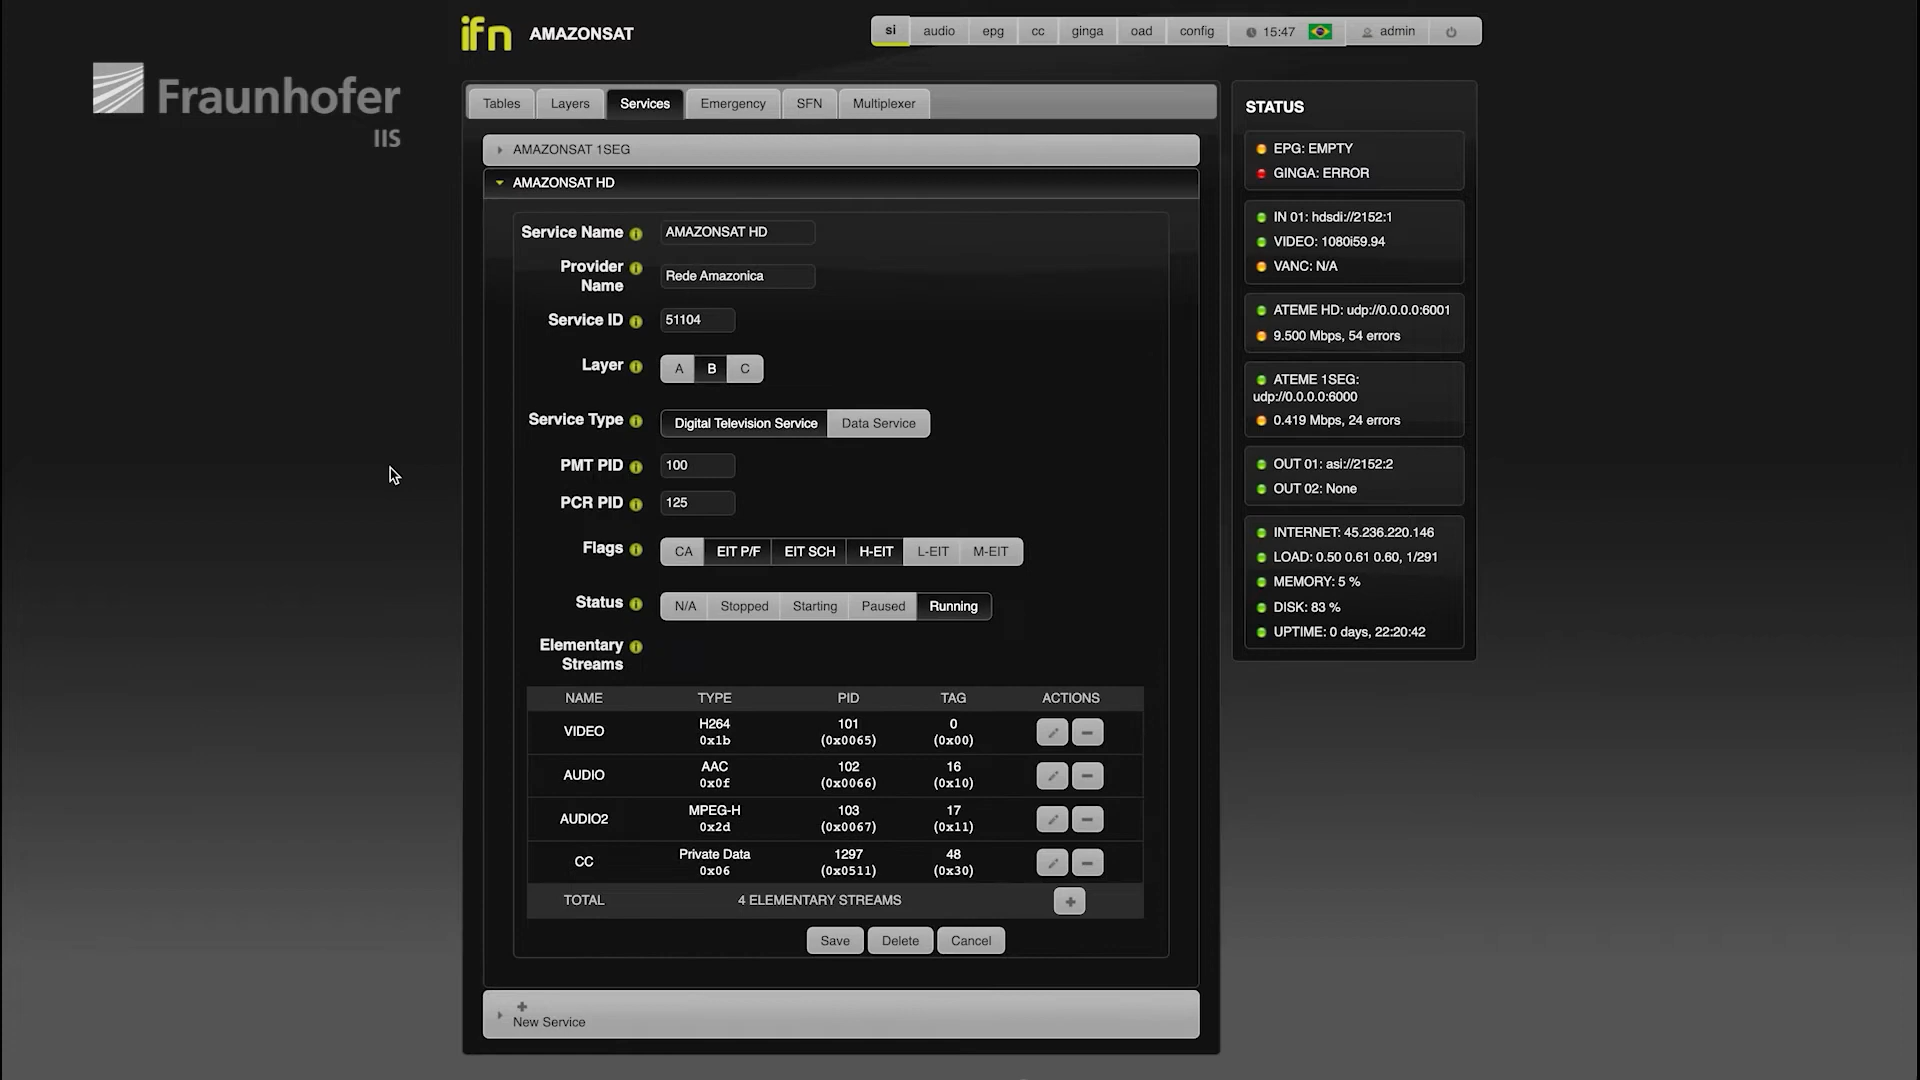 Fraunhofer
IIS
ifn AMAZONSAT
si audio epg cc ginga oad config 15:47 admin
Tables Layers Services Emergency SFN Multiplexer
AMAZONSAT 1SEG
AMAZONSAT HD
Service Name AMAZONSAT HD
Provider
Name
Rede Amazonica
Service ID 51104
Layer A B C
Service Type Digital Television Service Data Service
PMT PID 100
PCR PID 125
Flags CA EIT P/F EIT SCH H-EIT L-EIT M-EIT
Status N/A Stopped Starting Paused Running
Elementary
Streams
NAME TYPE PID TAG ACTIONS
VIDEO H264 101 0
0x1b (0x0065) (0x00)
AUDIO AAC 102 16
0x0f (0x0066) (0x10)
AUDIO2 MPEG-H 103 17
0x2d (0x0067) (0x11)
CC Private Data 1297 48
0x06 (0x0511) (0x30)
TOTAL 4 ELEMENTARY STREAMS
Save Delete Cancel
New Service
STATUS
EPG: EMPTY
GINGA: ERROR
IN 01: hdsdi://2152:1
VIDEO: 1080i59.94
VANC: N/A
ATEME HD: udp://0.0.0.0:6001
9.500 Mbps, 54 errors
ATEME 1SEG:
udp://0.0.0.0:6000
0.419 Mbps, 24 errors
OUT 01: asi://2152:2
OUT 02: None
INTERNET: 45.236.220.146
LOAD: 0.50 0.61 0.60, 1/291
MEMORY: 5 %
DISK: 83 %
UPTIME: 0 days, 22:20:42